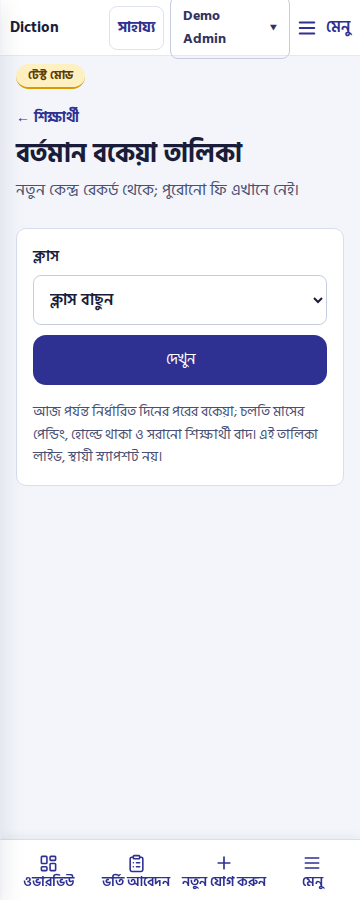 Diction
সাহায্য
Demo
Admin
মেনু
টেস্ট মোড
← শিক্ষার্থী
বর্তমান বকেয়া তালিকা
নতুন কেন্দ্র রেকর্ড থেকে; পুরোনো ফি এখানে নেই।
ক্লাস
ক্লাস বাছুন
দেখুন
আজ পর্যন্ত নির্ধারিত দিনের পরের বকেয়া; চলতি মাসের
পেন্ডিং, হোল্ডে থাকা ও সরানো শিক্ষার্থী বাদ। এই তালিকা
লাইভ, স্থায়ী স্ন্যাপশট নয়।
ওভারভিউ
ভর্তি আবেদন
নতুন যোগ করুন
মেনু